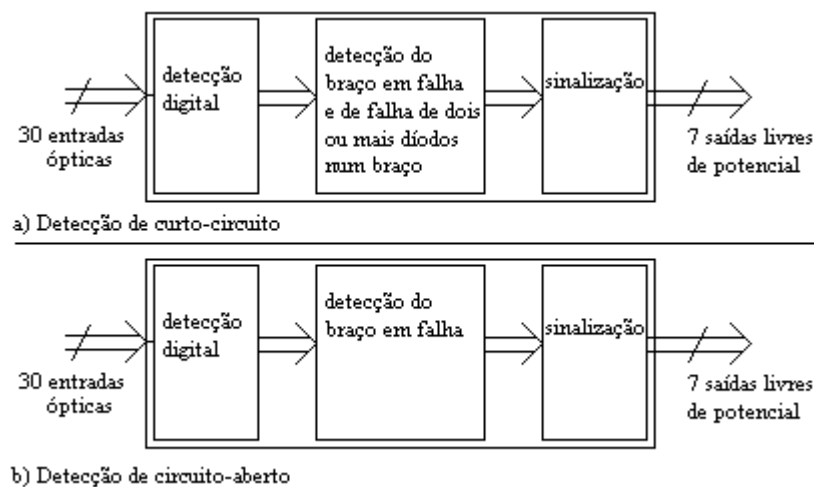 detecção
digital
detecção do
braço em falha
e de falha de dois
ou mais díodos
num braço
sinalização
30 entradas
ópticas
7 saídas livres
de potencial
a) Detecção de curto-circuito
detecção
digital
detecção do
braço em falha
sinalização
30 entradas
ópticas
7 saídas livres
de potencial
b) Detecção de circuito-aberto